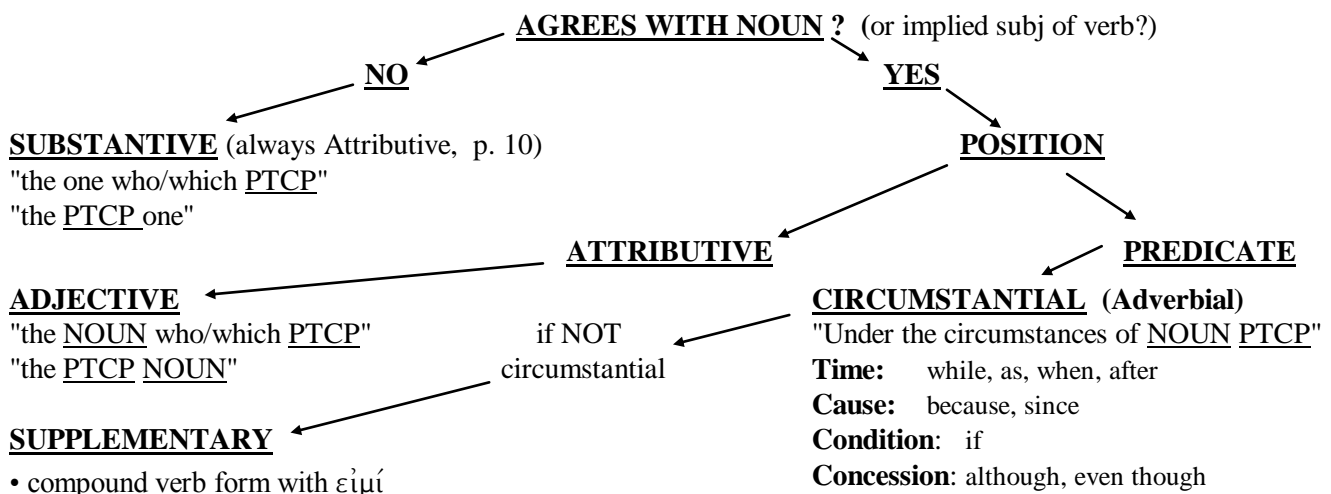 AGREES WITH NOUN ? (or implied subj of verb?)
NO
YES
SUBSTANTIVE (always Attributive, p. 10)
"the one who/which PTCP"
"the PTCP one"
POSITION
ATTRIBUTIVE
PREDICATE
ADJECTIVE
"the NOUN who/which PTCP"
"the PTCP NOUN"
if NOT
circumstantial
CIRCUMSTANTIAL (Adverbial)
"Under the circumstances of NOUN PTCP"
Time: while, as, when, after
Cause: because, since
Condition: if
Concession: although, even though
SUPPLEMENTARY
• compound verb form with εἰμί